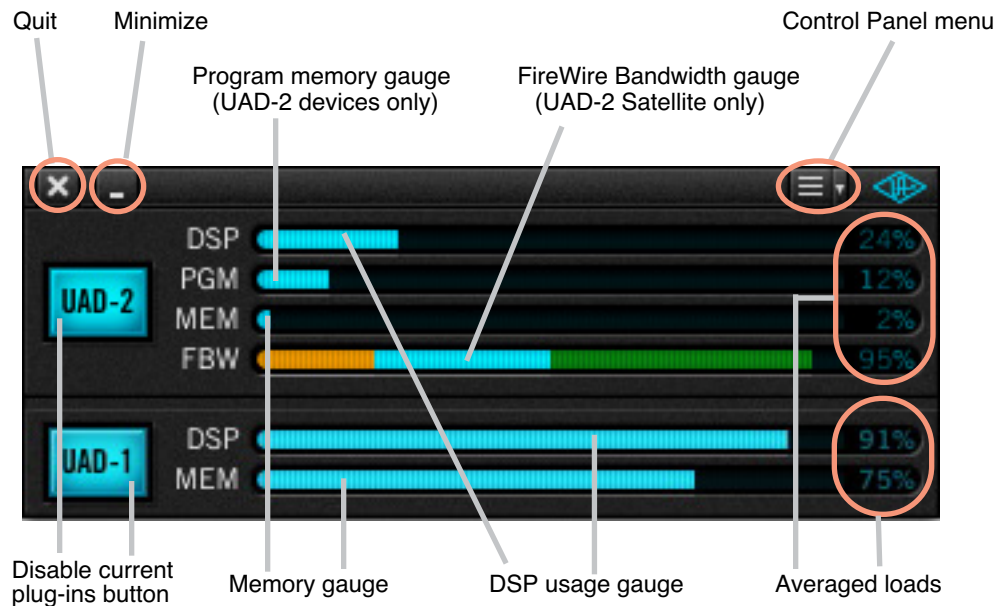 Quit
Minimize
Control Panel menu
Program memory gauge
(UAD-2 devices only)
FireWire Bandwidth gauge
(UAD-2 Satellite only)
UAD-2
DSP
24%
PGM
12%
MEM
2%
FBW
95%
UAD-1
DSP
91%
MEM
75%
Disable current
plug-ins button
Memory gauge
DSP usage gauge
Averaged loads